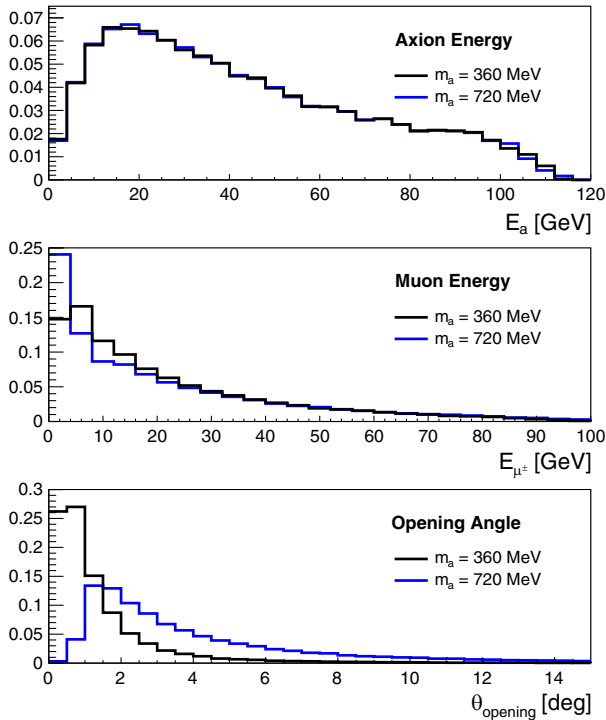 0.07
0.06
0.05
0.04
0.03
0.02
0.01
0
Axion Energy
m_a = 360 MeV
m_a = 720 MeV
0 20 40 60 80 100 120
E_a [GeV]
0.25
0.2
0.15
0.1
0.05
0
Muon Energy
m_a = 360 MeV
m_a = 720 MeV
0 10 20 30 40 50 60 70 80 90 100
E_μ± [GeV]
0.3
0.25
0.2
0.15
0.1
0.05
0
Opening Angle
m_a = 360 MeV
m_a = 720 MeV
0 2 4 6 8 10 12 14
θ_opening [deg]